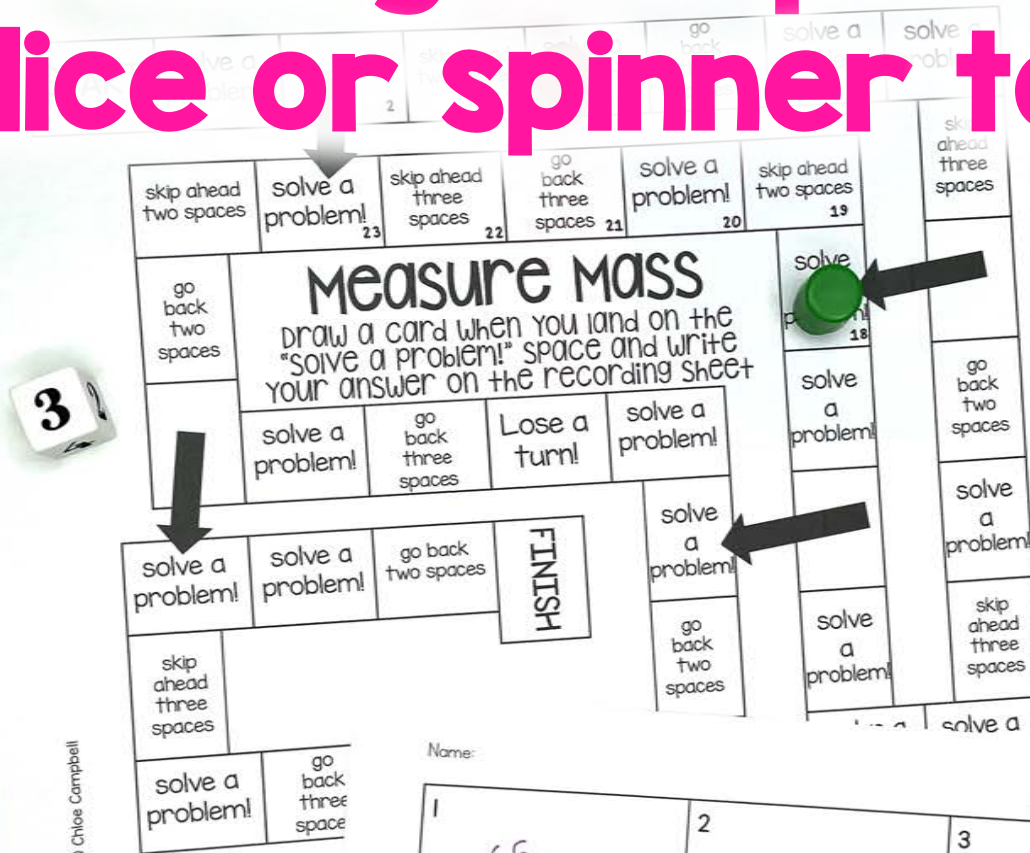 lice or spinner to
go
back
solve a
solve
2
skip ahead
two spaces
solve a
problem!
23
skip ahead
three
spaces
22
go
back
three
spaces 21
solve a
problem!
20
skip ahead
two spaces
19
ahead
three
spaces
go
back
two
spaces
Measure Mass
Draw a card when you land on the
"solve a problem!" space and write
your answer on the recording sheet
solve
18
solve
a
problem!
go
back
two
spaces
3
2
solve a
problem!
go
back
three
spaces
Lose a
turn!
solve a
problem!
solve
a
problem!
solve
a
problem!
solve a
problem!
solve a
problem!
go back
two spaces
FINISH
go
back
two
spaces
solve
a
problem!
skip
ahead
three
spaces
skip
ahead
three
spaces
solve a
solve a
problem!
go
back
three
space
Chloe Campbell
Name:
1
2
3